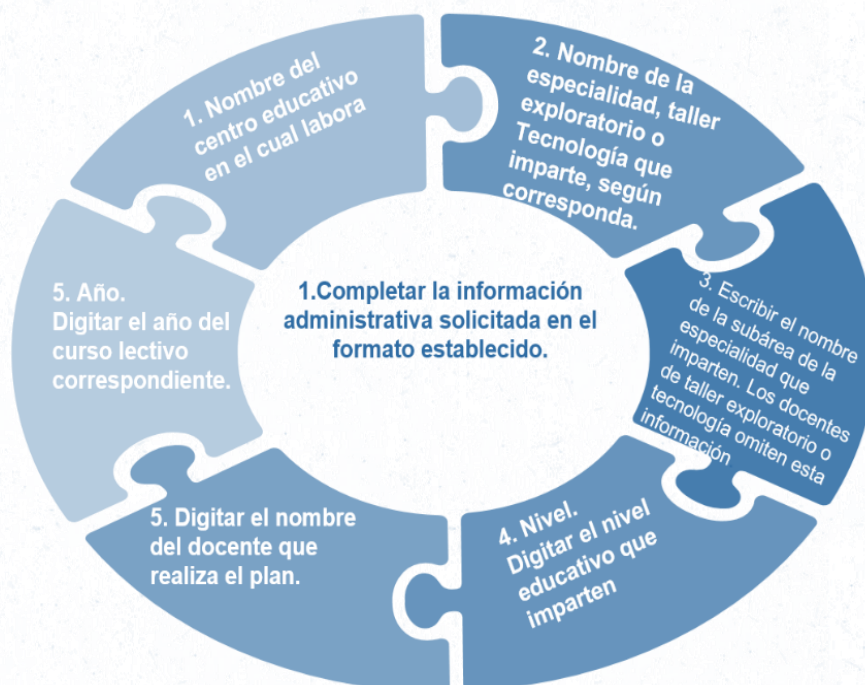 1.Completar la información
administrativa solicitada en el
formato establecido.
1. Nombre del
centro educativo
en el cual labora
2. Nombre de la
especialidad, taller
exploratorio o
Tecnología que
imparte, según
corresponda.
3. Escribir el nombre
de la subárea de la
especialidad que
imparten. Los docentes
de taller exploratorio o
tecnología omiten esta
información
4. Nivel.
Digitar el nivel
educativo que
imparten
5. Digitar el nombre
del docente que
realiza el plan.
5. Año.
Digitar el año del
curso lectivo
correspondiente.